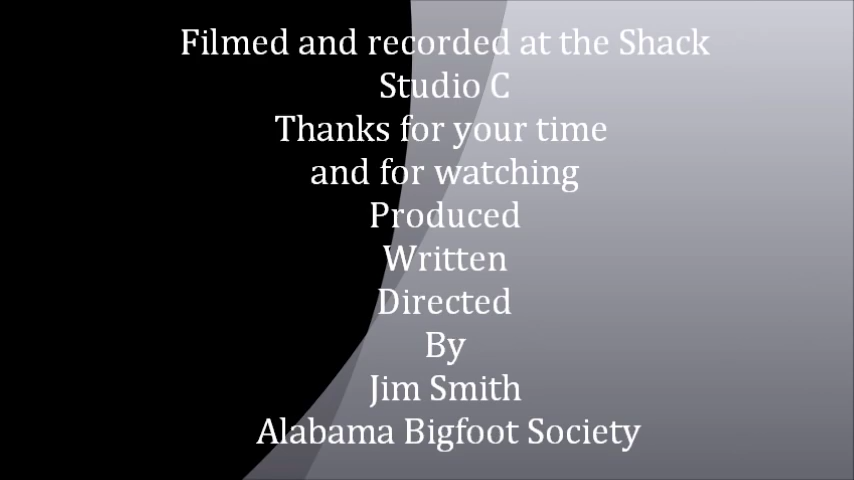 Filmed and recorded at the Shack
Studio C
Thanks for your time
and for watching
Produced
Written
Directed
By
Jim Smith
Alabama Bigfoot Society